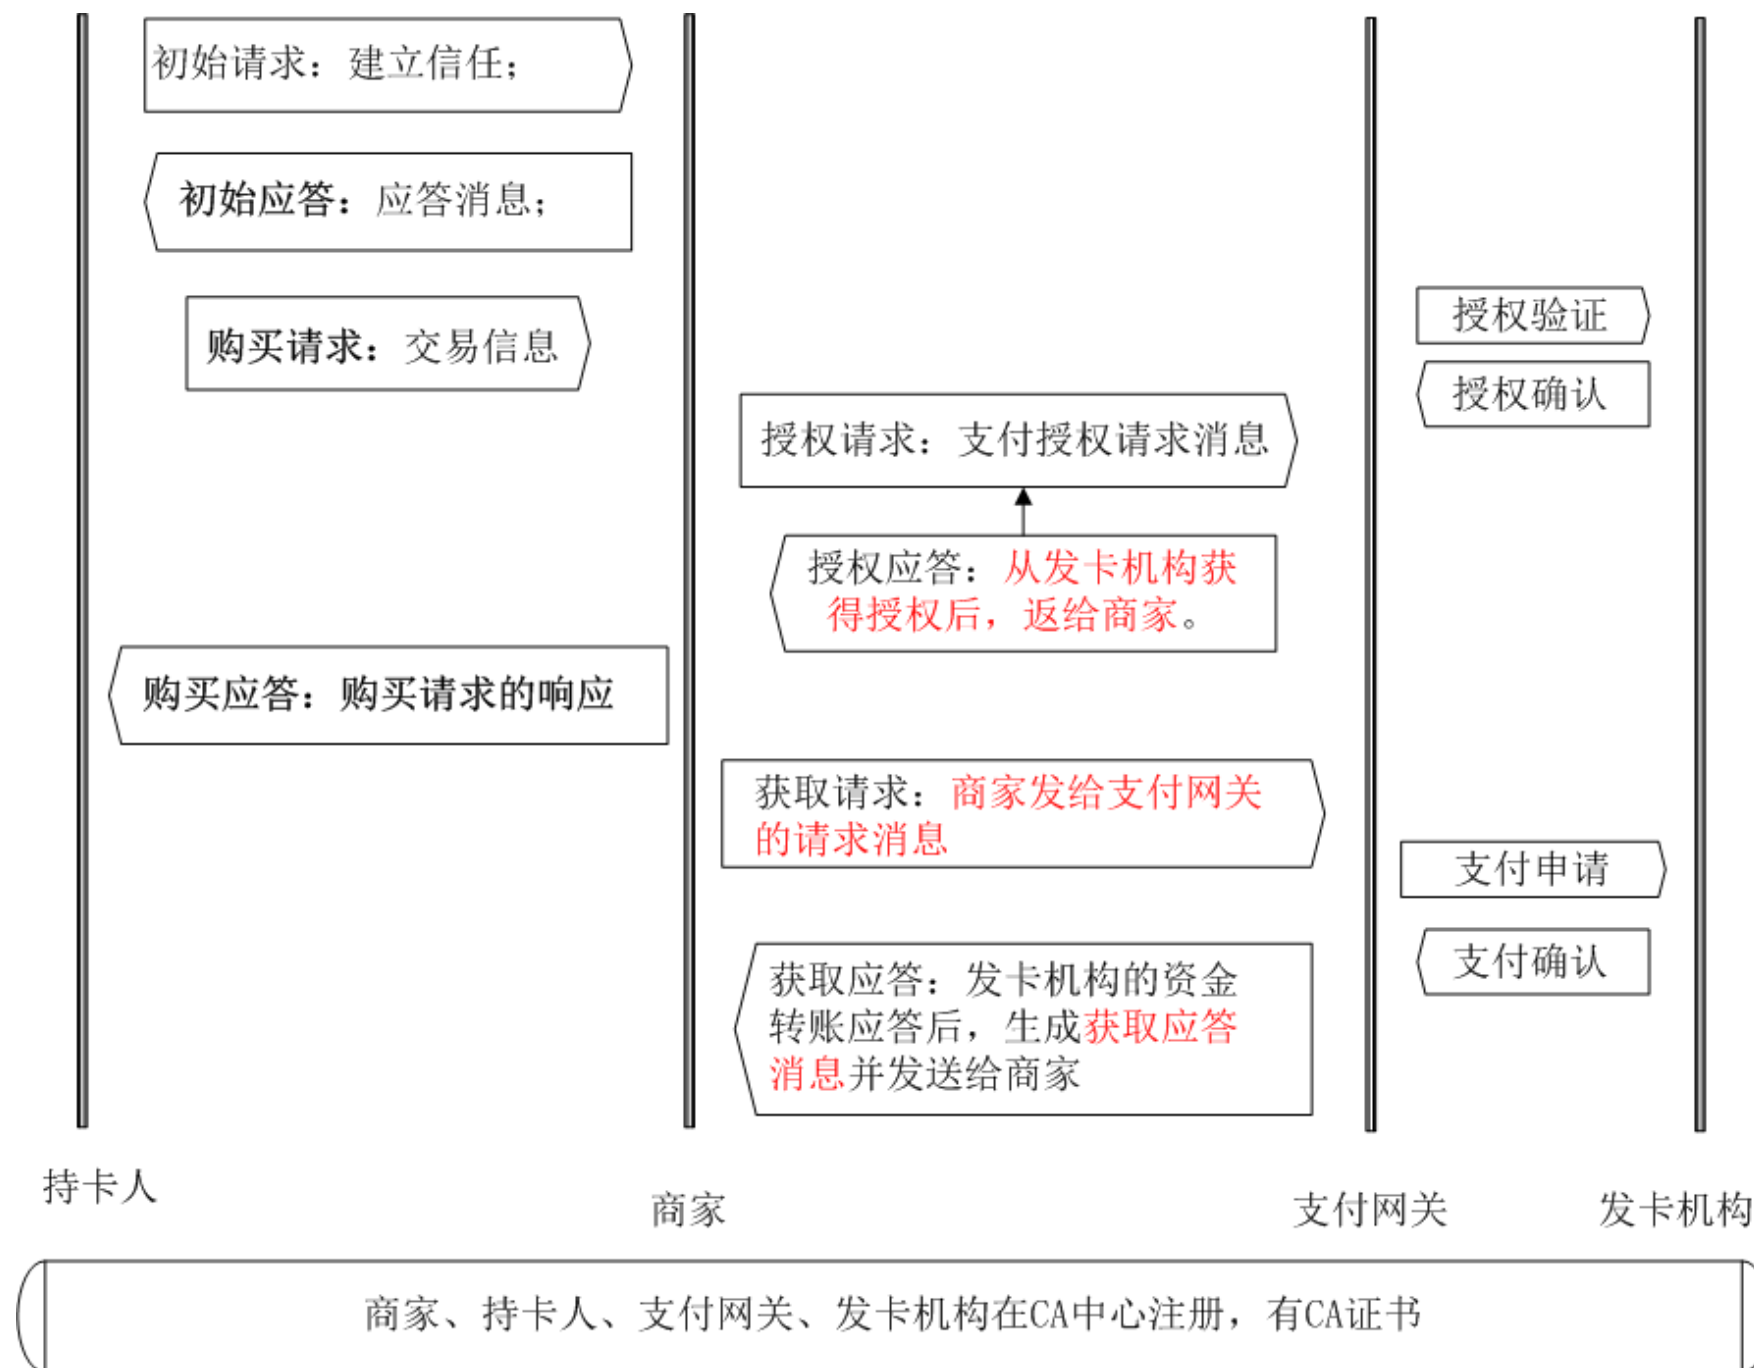 初始请求：建立信任；
初始应答：应答消息；
购买请求：交易信息
授权验证
授权确认
授权请求：支付授权请求消息
授权应答：从发卡机构获
得授权后，返给商家。
购买应答：购买请求的响应
获取请求：商家发给支付网关
的请求消息
支付申请
支付确认
获取应答：发卡机构的资金
转账应答后，生成获取应答
消息并发送给商家
持卡人
商家
支付网关
发卡机构
商家、持卡人、支付网关、发卡机构在CA中心注册，有CA证书